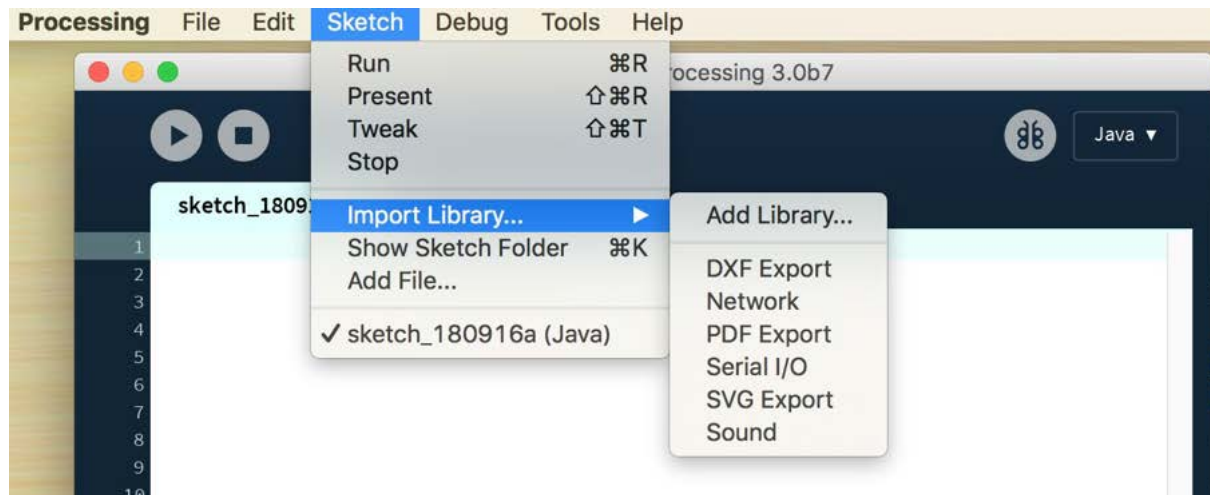 Processing File Edit Sketch Debug Tools Help
ocessing 3.0b7
Run ⌘R
Present ⇧⌘R
Tweak ⇧⌘T
Stop
Java ▼
sketch_1809
Import Library... ▶
Show Sketch Folder ⌘K
Add File...
✓ sketch_180916a (Java)
Add Library...
DXF Export
Network
PDF Export
Serial I/O
SVG Export
Sound
1
2
3
4
5
6
7
8
9
10